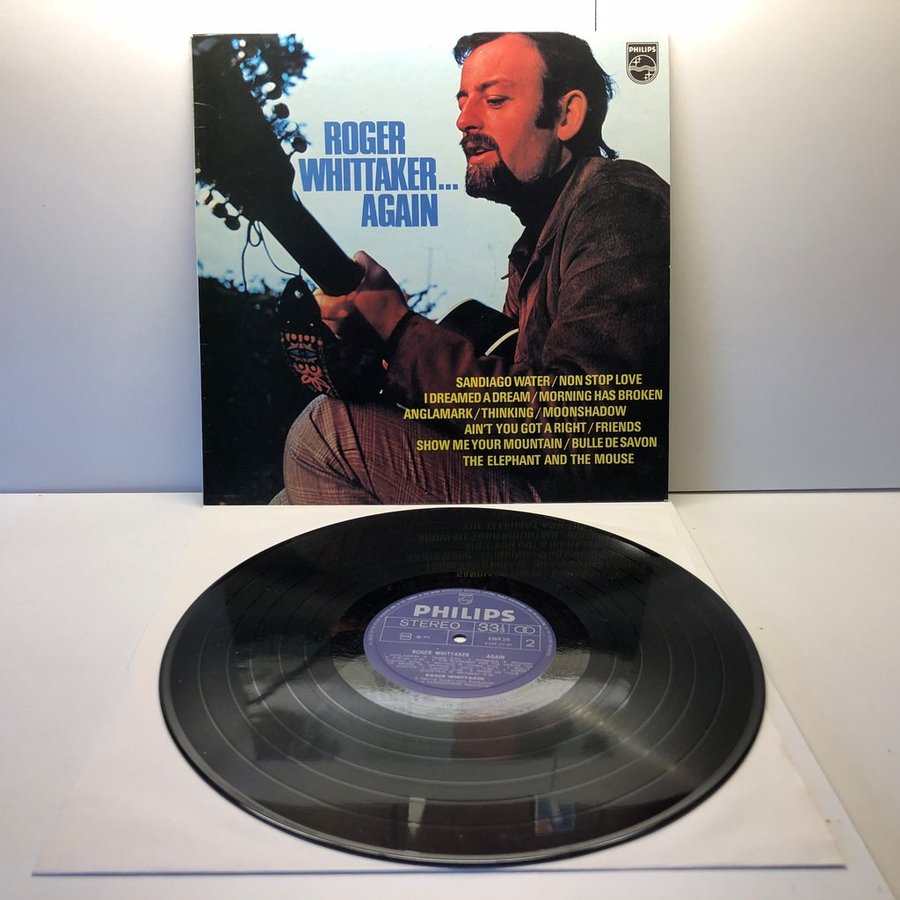 PHILIPS
ROGER
WHITTAKER...
AGAIN
SANDIAGO WATER / NON STOP LOVE
I DREAMED A DREAM / MORNING HAS BROKEN
ANGLAMARK / THINKING / MOONSHADOW
AIN'T YOU GOT A RIGHT / FRIENDS
SHOW ME YOUR MOUNTAIN / BULLE DE SAVON
THE ELEPHANT AND THE MOUSE
PHILIPS
STEREO 33⅓
2
ROGER WHITTAKER AGAIN
ROGER WHITTAKER